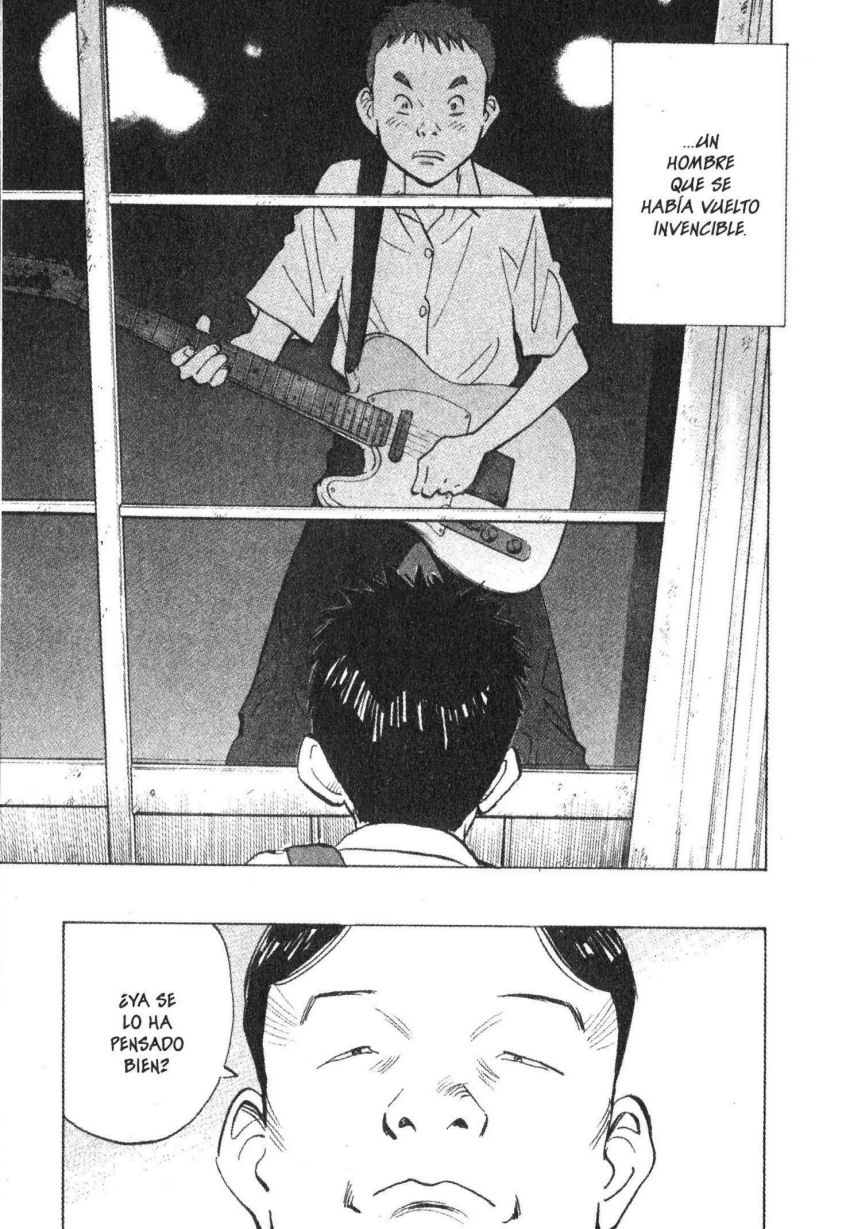 ...UN
HOMBRE
QUE SE
HABÍA VUELTO
INVENCIBLE.
¿YA SE
LO HA
PENSADO
BIEN?